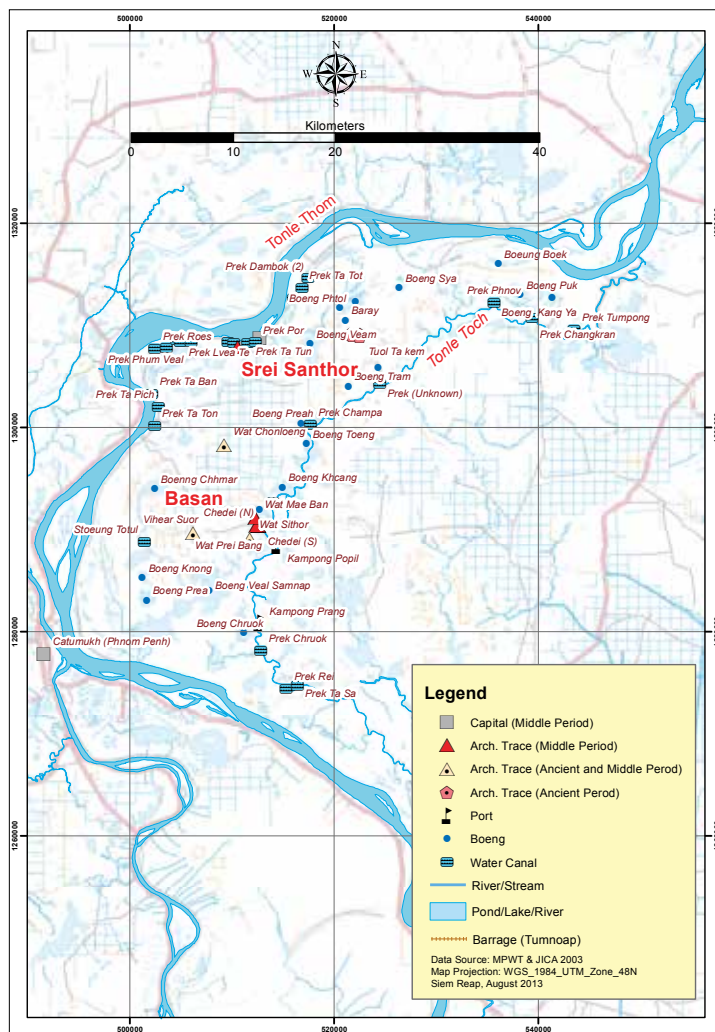 500000 520000 540000
N
W E
S
Kilometers
0 10 20 40
1320000
Tonle Thom
Boeung Boek
Prek Dambok (2)
Prek Ta Tot
Boeng Sya
Boeng Phtol
Prek Phnov
Boeng Puk
Baray
Boeng Kang Ya
Prek Tumpong
Prek Por
Prek Roes
Boeng Veam
Tonle Toch
Prek Changkran
Prek Lvea Te
Prek Ta Tun
Prek Phum Veal
Tuol Ta kem
Srei Santhor
Prek Ta Ban
Boeng Tram
Prek Ta Pich
Prek (Unknown)
Prek Ta Ton
Boeng Preah
Prek Champa
1300000
Wat Chonloeng
Boeng Toeng
Boenng Chhmar
Boeng Khcang
Basan
Wat Mae Ban
Chedei (N)
Stoeung Totul
Vihear Suor
Wat Sithor
Wat Prei Bang
Chedei (S)
Kampong Popil
Boeng Knong
Boeng Prea
Boeng Veal Samnap
Kampong Prang
Boeng Chruok
1280000
Catumukh (Phnom Penh)
Prek Chruok
Prek Rei
Prek Ta Sa
Legend
Capital (Middle Period)
Arch. Trace (Middle Period)
Arch. Trace (Ancient and Middle Perod)
Arch. Trace (Ancient Perod)
Port
Boeng
1260000
Water Canal
River/Stream
Pond/Lake/River
Barrage (Tumnoap)
Data Source: MPWT & JICA 2003
Map Projection: WGS_1984_UTM_Zone_48N
Siem Reap, August 2013
500000 520000 540000